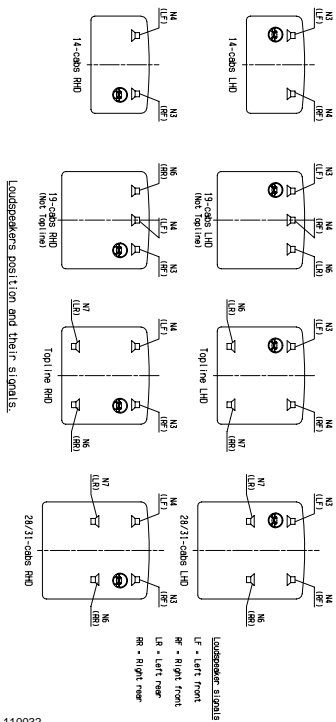 N3
(LF)
N4
(RF)
14-cabs LHD
N3
(LF)
N4
(RF)
N6
(LR)
19-cabs LHD
(Not Topline)
N3
(LF)
N4
(RF)
N6
(LR)
N7
(RR)
Topline LHD
N3
(LF)
N4
(RF)
N7
(LR)
N6
(RR)
28/31-cabs LHD
Loudspeaker signals
LF = Left front
RF = Right front
LR = Left rear
RR = Right rear
N4
(LF)
N3
(RF)
14-cabs RHD
N6
(RR)
N4
(LF)
N3
(RF)
19-cabs RHD
(Not Topline)
N4
(LF)
N3
(RF)
N7
(LR)
N6
(RR)
Topline RHD
N4
(LF)
N3
(RF)
N7
(LR)
N6
(RR)
28/31-cabs RHD
Loudspeakers position and their signals.
110032